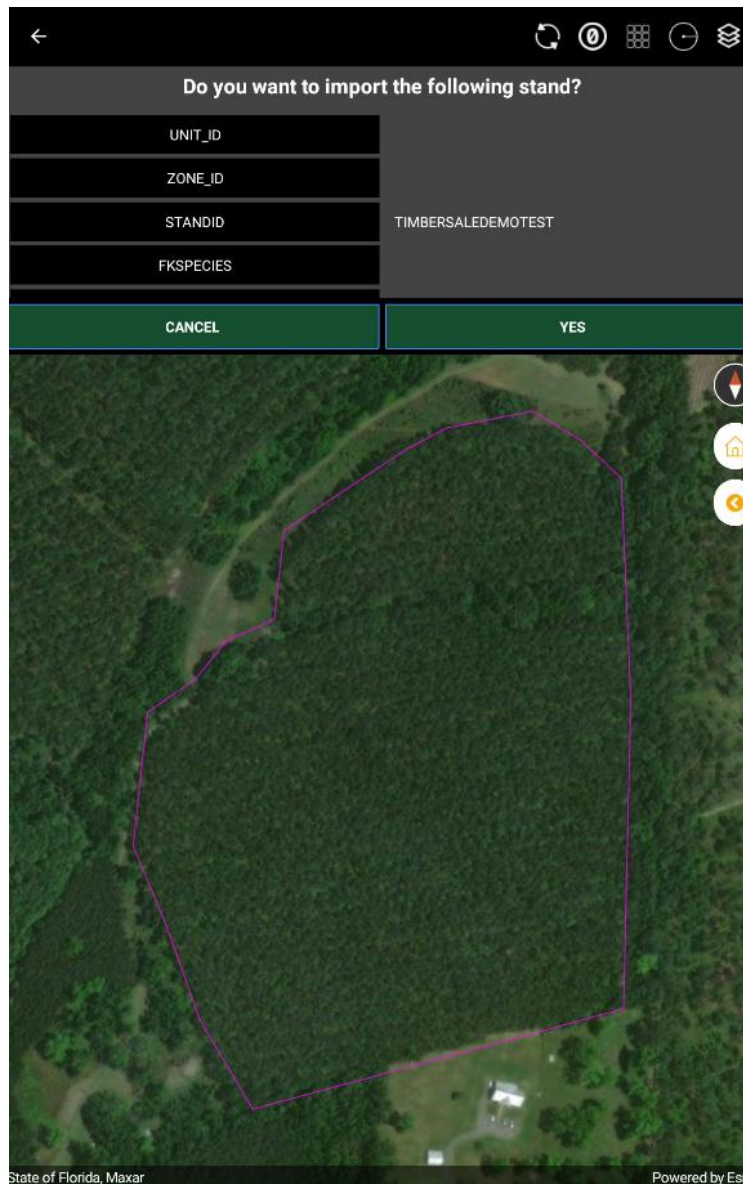 Do you want to import the following stand?
UNIT_ID
ZONE_ID
STANDID TIMBERSALEDEMOTEST
FKSPECIES
CANCEL YES
State of Florida, Maxar Powered by Es